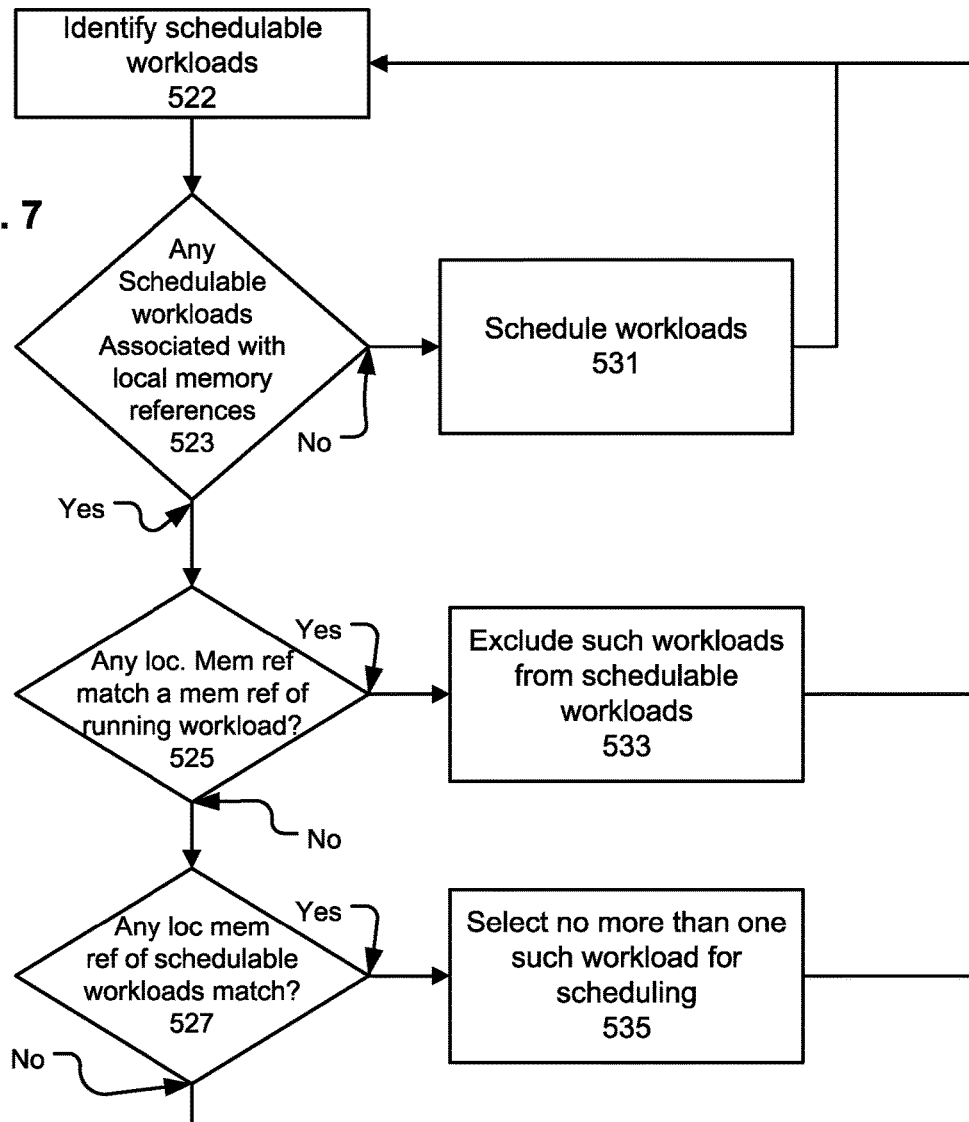 Identify schedulable
workloads
522
. 7
Any
Schedulable
workloads
Associated with
local memory
references
523
No
Schedule workloads
531
Yes
Any loc. Mem ref
match a mem ref of
running workload?
525
Yes
Exclude such workloads
from schedulable
workloads
533
No
Any loc mem
ref of schedulable
workloads match?
527
Yes
Select no more than one
such workload for
scheduling
535
No